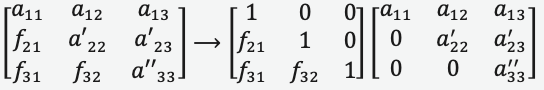 [a₁₁ a₁₂ a₁₃] [1 0 0] [a₁₁ a₁₂ a₁₃]
[f₂₁ a′₂₂ a′₂₃] → [f₂₁ 1 0] [0 a′₂₂ a′₂₃]
[f₃₁ f₃₂ a″₃₃] [f₃₁ f₃₂ 1] [0 0 a″₃₃]